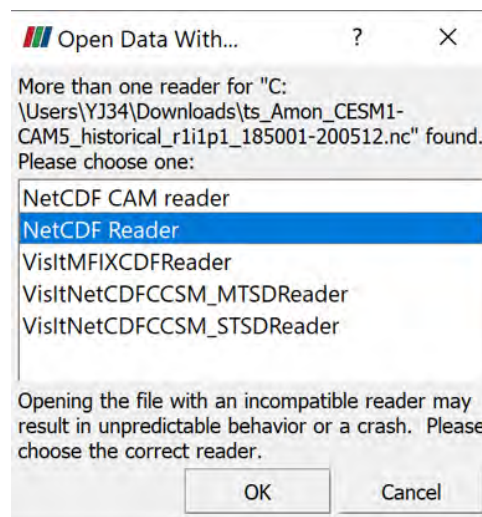 Open Data With... ? ×
More than one reader for "C:
\Users\YJ34\Downloads\ts_Amon_CESM1-
CAM5_historical_r1i1p1_185001-200512.nc" found.
Please choose one:
NetCDF CAM reader
NetCDF Reader
VisItMFIXCDFReader
VisItNetCDFCCSM_MTSDReader
VisItNetCDFCCSM_STSDReader
Opening the file with an incompatible reader may
result in unpredictable behavior or a crash. Please
choose the correct reader.
OK Cancel